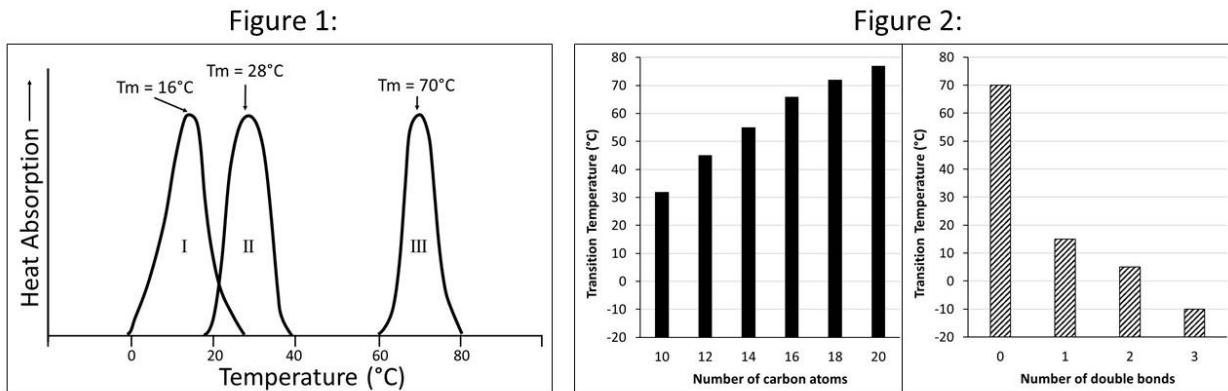 Figure 1:
Tm = 16°C
Tm = 28°C
Tm = 70°C
Heat Absorption
I
II
III
0
20
40
60
80
Temperature (°C)
Figure 2:
Transition Temperature (°C)
80
70
60
50
40
30
20
10
0
-10
-20
10 12 14 16 18 20
Number of carbon atoms
Transition Temperature (°C)
80
70
60
50
40
30
20
10
0
-10
-20
0 1 2 3
Number of double bonds